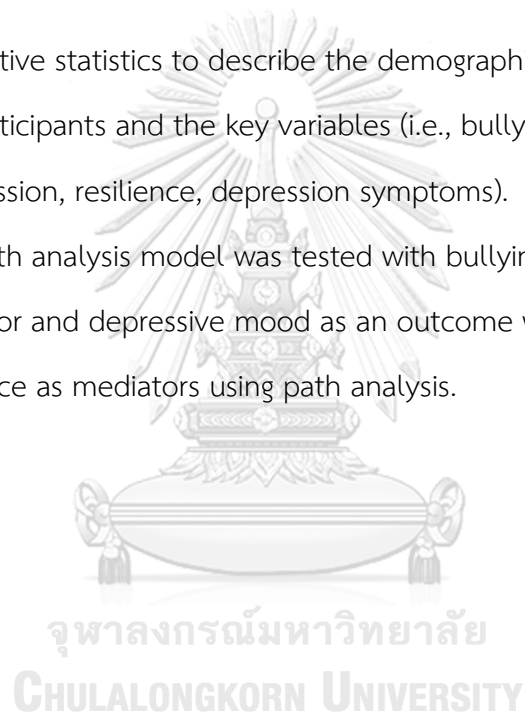 tive statistics to describe the demographi
ticipants and the key variables (i.e., bully
ssion, resilience, depression symptoms).
th analysis model was tested with bullyin
or and depressive mood as an outcome
ce as mediators using path analysis.
จุฬาลงกรณ์มหาวิทยาลัย
CHULALONGKORN UNIVERSITY